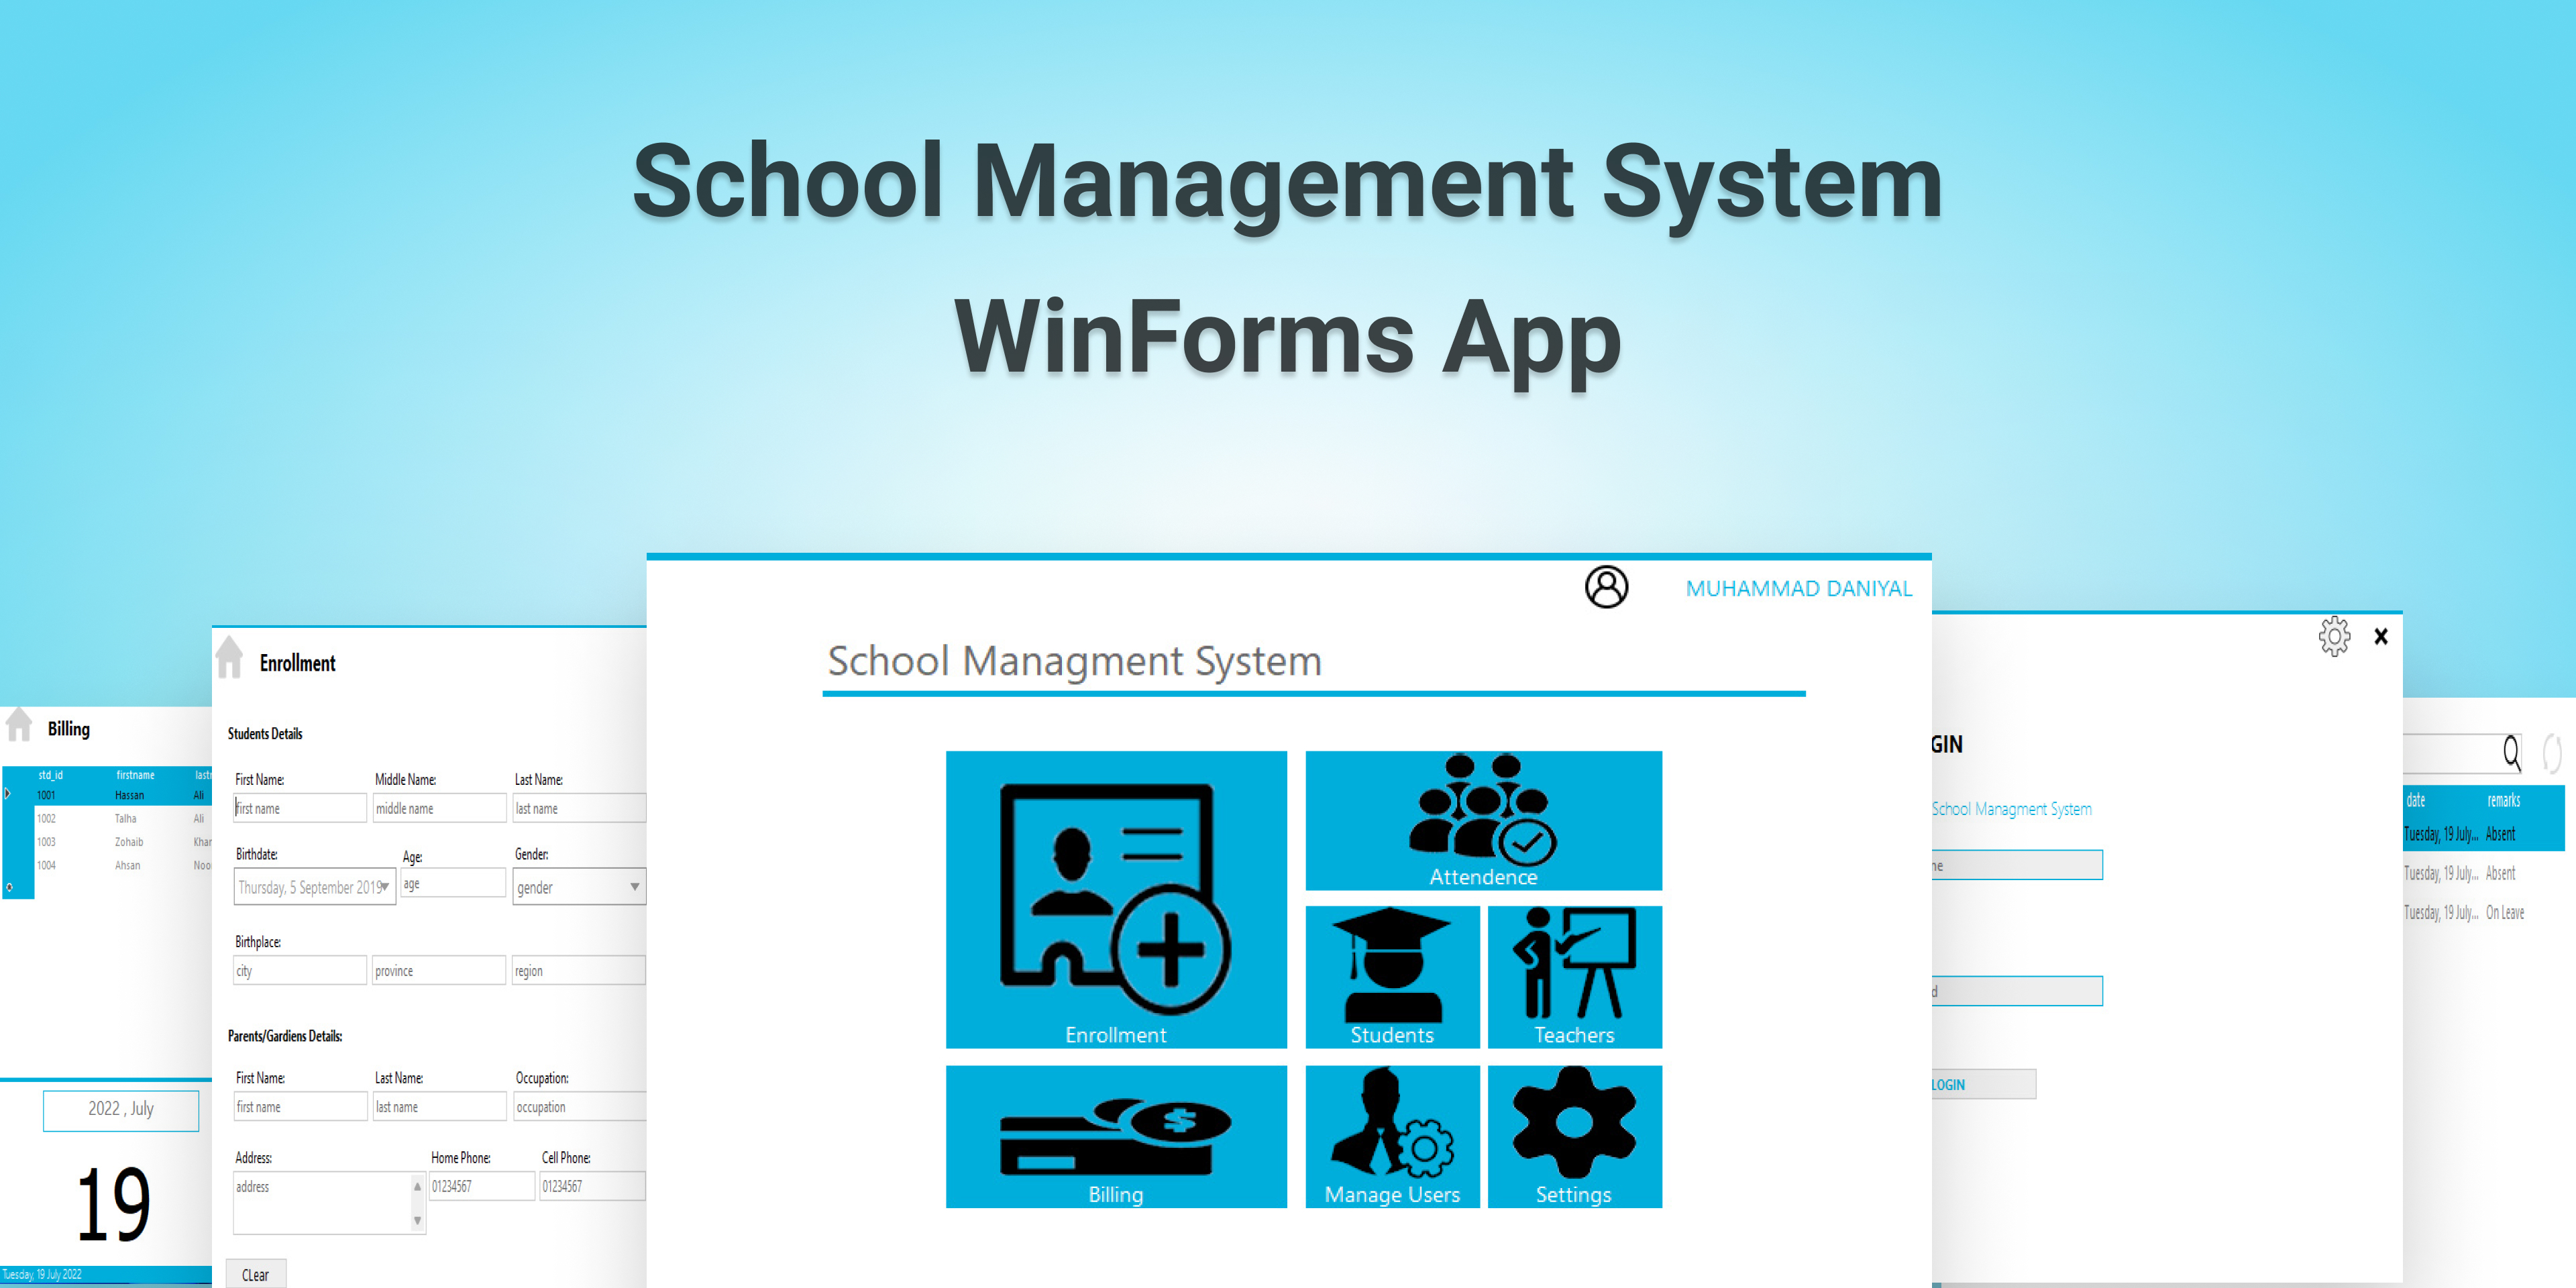 School Management System
WinForms App
MUHAMMAD DANIYAL
School Managment System
Enrollment
Attendence
Students
Teachers
Billing
Manage Users
Settings
Enrollment
Students Details
First Name: Middle Name: Last Name:
first name middle name last name
Birthdate: Age: Gender:
Thursday, 5 September 2019 age gender
Birthplace:
city province region
Parents/Gardiens Details:
First Name: Last Name: Occupation:
first name last name occupation
Address: Home Phone: Cell Phone:
address 01234567 01234567
CLear
Billing
std_id firstname
1001 Hassan Ali
1002 Talha Ali
1003 Zohaib
1004 Ahsan
2022 , July
19
Tuesday, 19 July 2022
School Managment System
LOGIN
date remarks
Tuesday, 19 July... Absent
Tuesday, 19 July... Absent
Tuesday, 19 July... On Leave